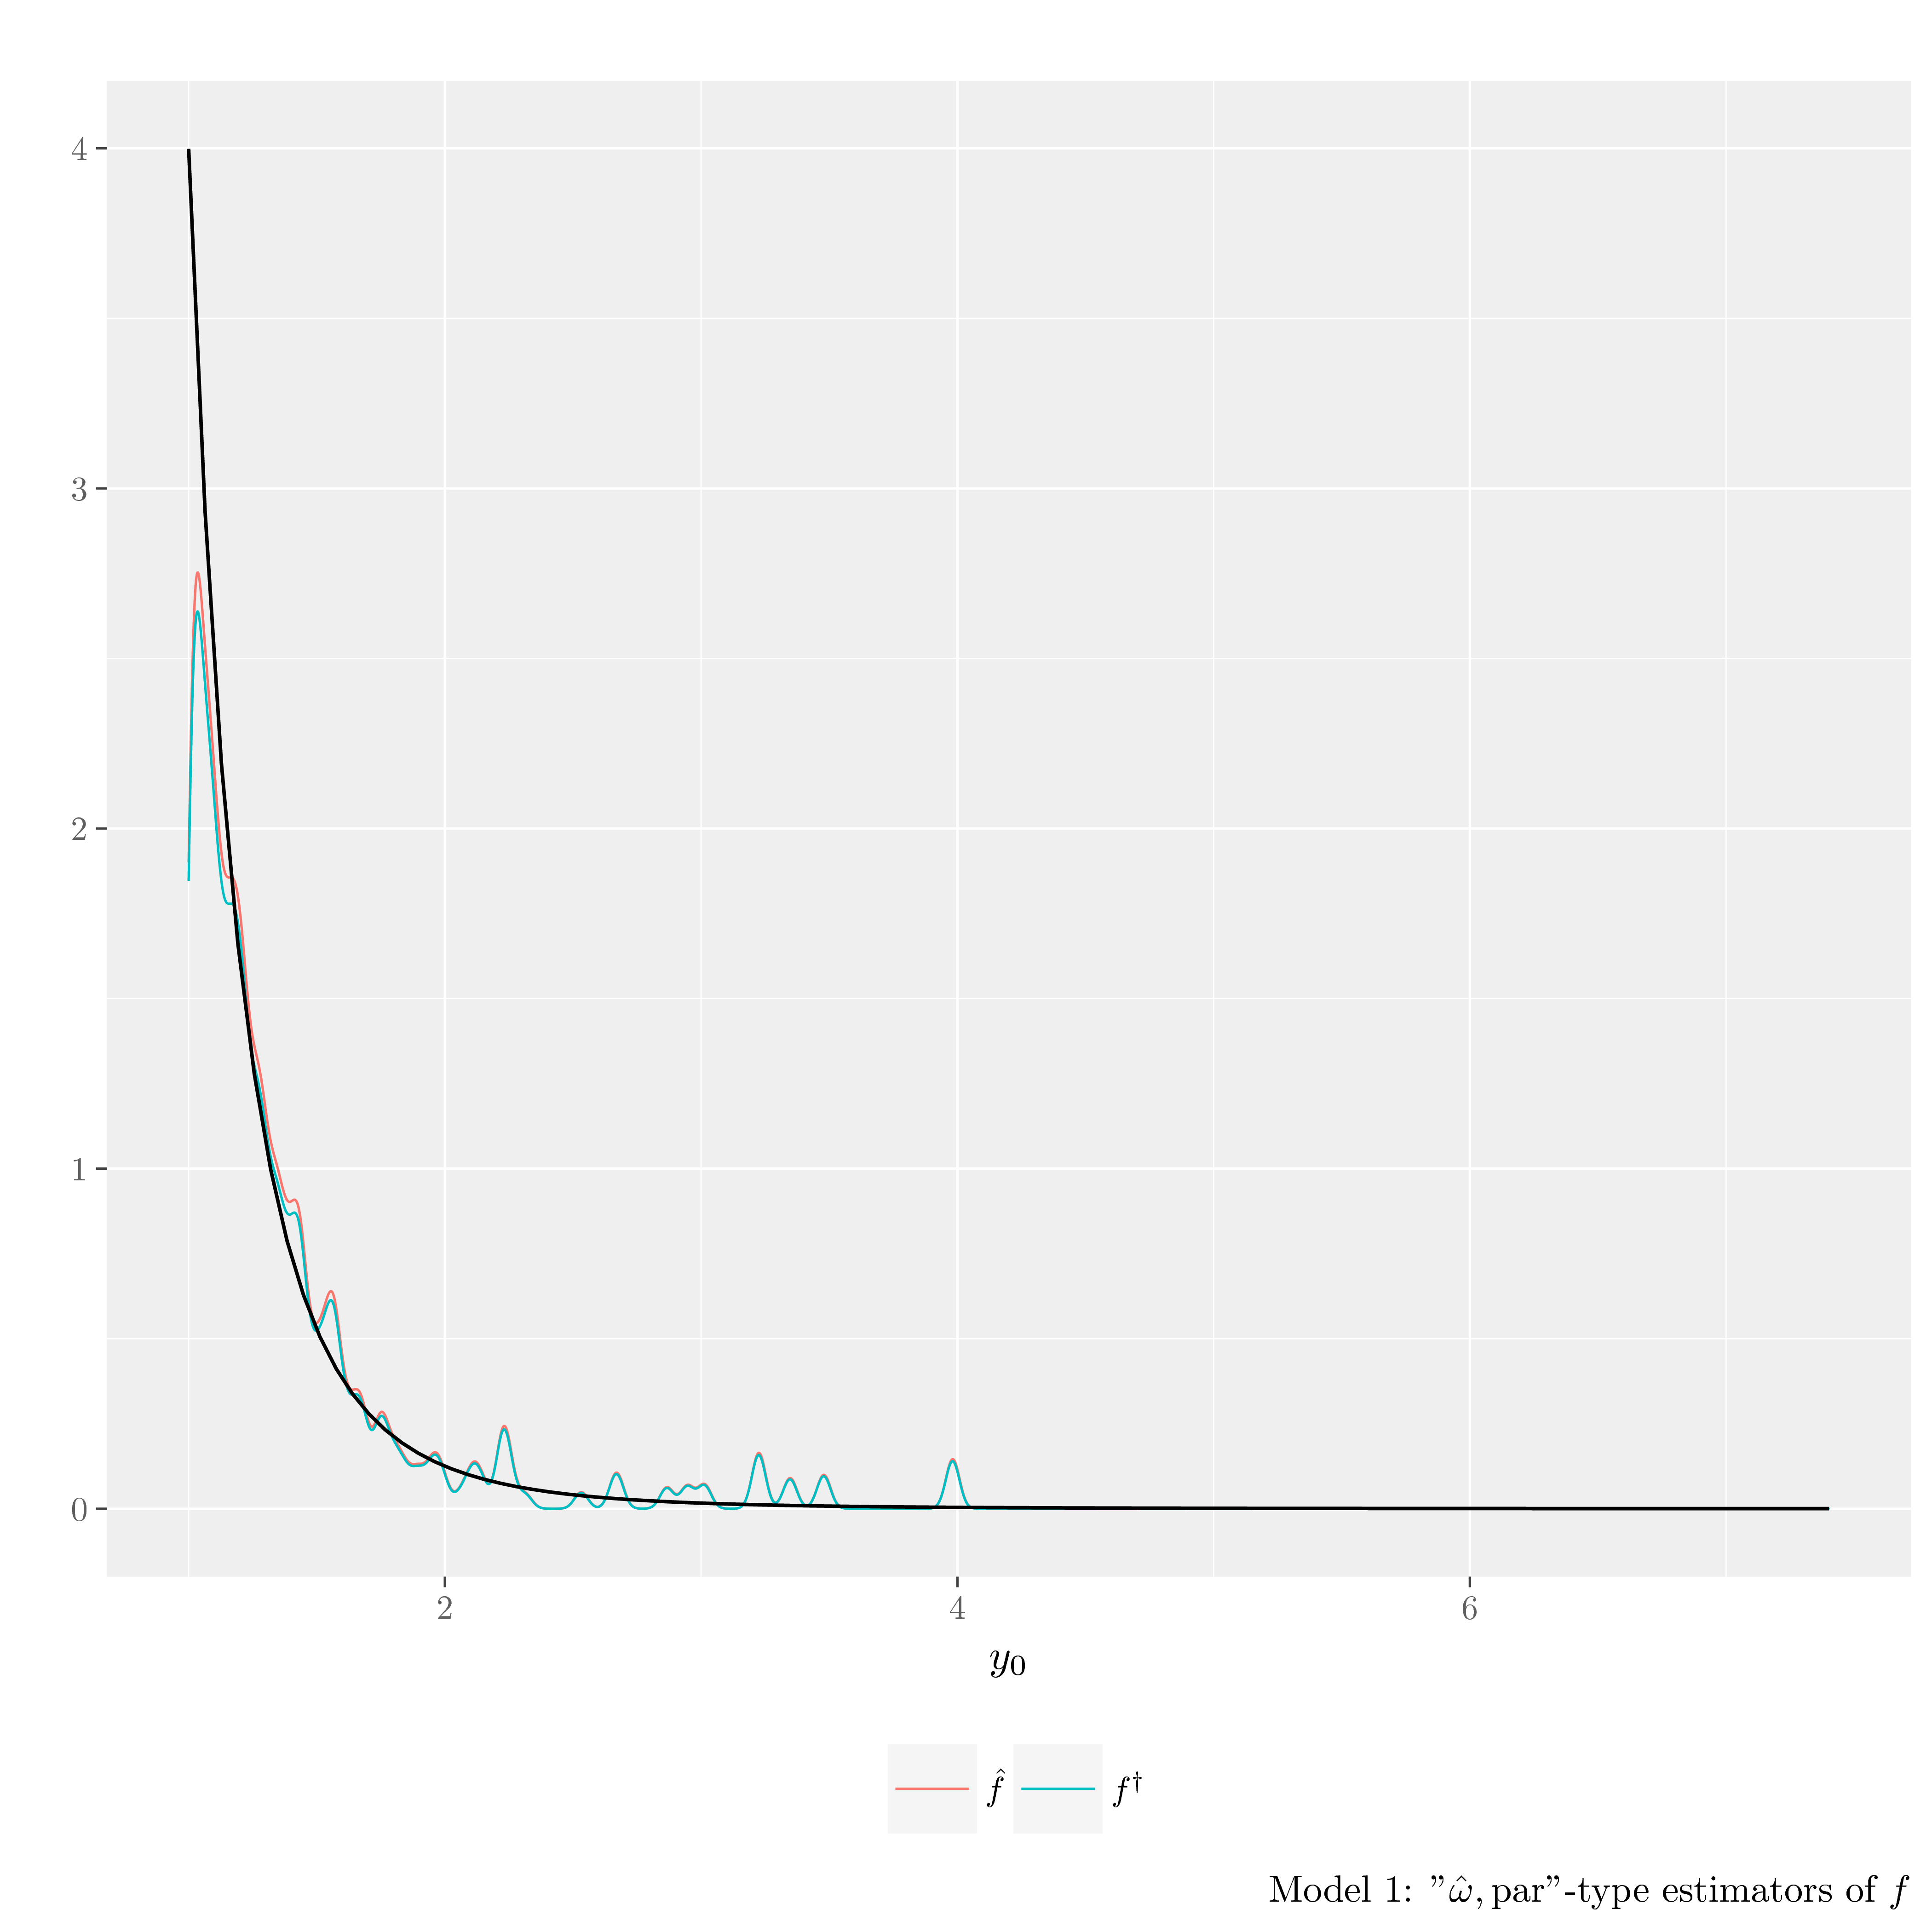 4
3
2
1
0
2 4 6
y₀
f̂ f†
Model 1: ”ω̂, par”-type estimators of f